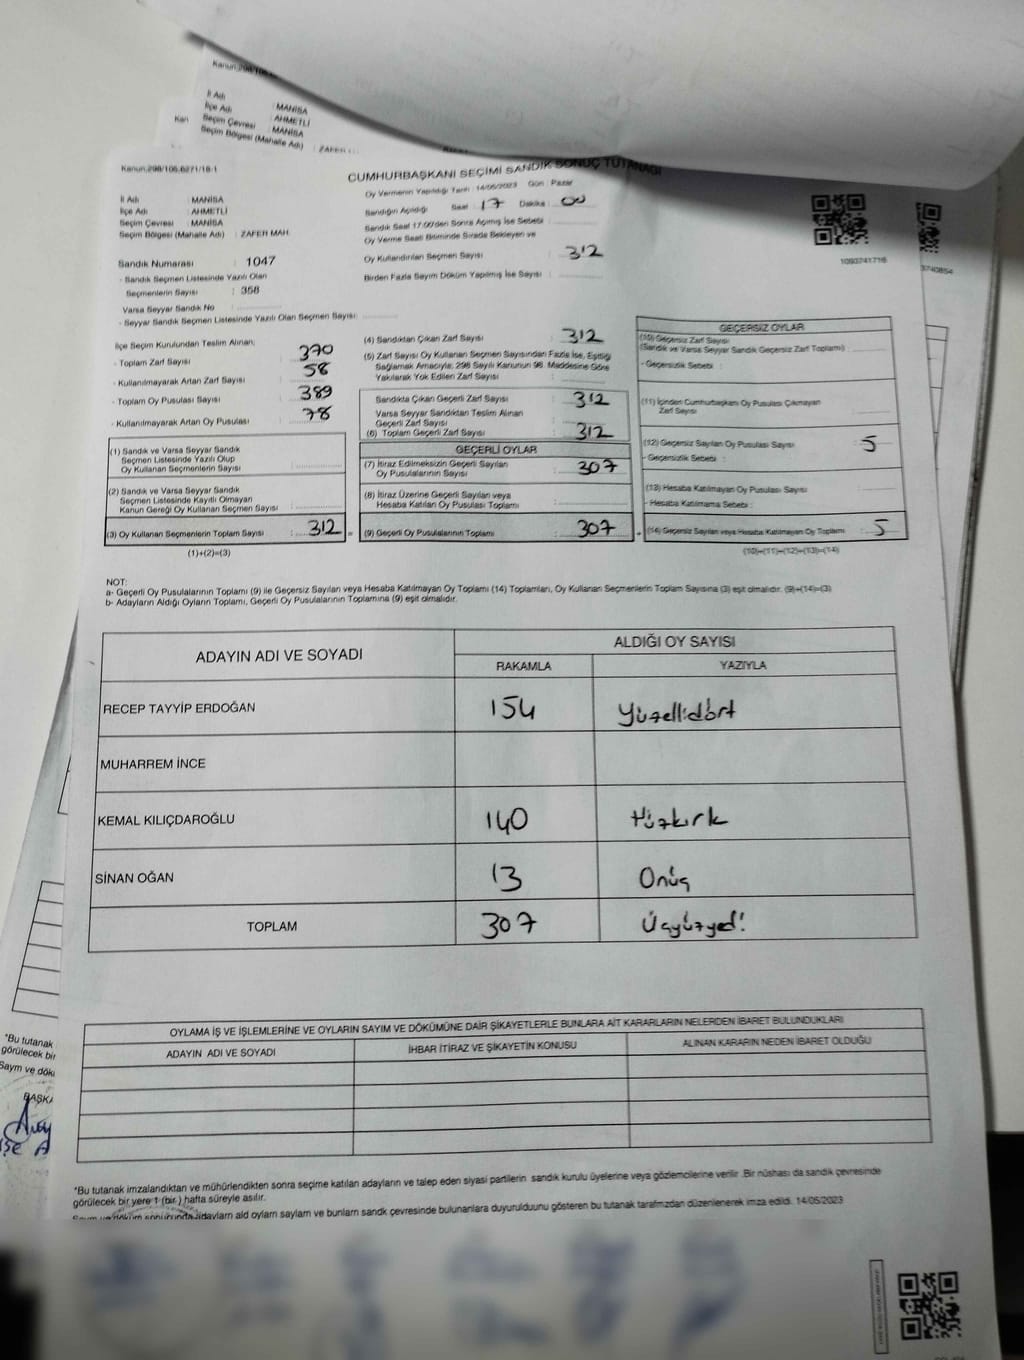 Kanun,298/106
İl Adı : MANİSA
İlçe Adı : AHMETLİ
Seçim Çevresi : MANİSA
Seçim Bölgesi (Mahalle Adı) : ZAFER
Kan
Kanun,298/106,6271/18-1
CUMHURBAŞKANI SEÇİMİ SANDIK SONUÇ TUTANAĞI
Oy Vermenin Yapıldığı Tarih : 14/05/2023 Gün : Pazar
İl Adı : MANİSA
İlçe Adı : AHMETLİ
Seçim Çevresi : MANİSA
Seçim Bölgesi (Mahalle Adı) : ZAFER MAH.
Sandığın Açıldığı Saat : 17 Dakika : 00
Sandık Saat 17:00'den Sonra Açılmış İse Sebebi :
Oy Verme Saati Bitiminde Sırada Bekleyen ve
Oy Kullandırılan Seçmen Sayısı : 312
Birden Fazla Sayım Döküm Yapılmış İse Sayısı :
1093741716
3740854
Sandık Numarası : 1047
- Sandık Seçmen Listesinde Yazılı Olan
Seçmenlerin Sayısı : 358
Varsa Seyyar Sandık No
- Seyyar Sandık Seçmen Listesinde Yazılı Olan Seçmen Sayısı:
İlçe Seçim Kurulundan Teslim Alınan;
- Toplam Zarf Sayısı : 370
- Kullanılmayarak Artan Zarf Sayısı : 58
- Toplam Oy Pusulası Sayısı : 389
- Kullanılmayarak Artan Oy Pusulası : 78
(1) Sandık ve Varsa Seyyar Sandık
Seçmen Listesinde Yazılı Olup
Oy Kullanan Seçmenlerin Sayısı :
(2) Sandık ve Varsa Seyyar Sandık
Seçmen Listesinde Kayıtlı Olmayan
Kanun Gereği Oy Kullanan Seçmen Sayısı :
(3) Oy Kullanan Seçmenlerin Toplam Sayısı : 312
(1)+(2)=(3)
(4) Sandıktan Çıkan Zarf Sayısı : 312
(5) Zarf Sayısı Oy Kullanan Seçmen Sayısından Fazla İse, Eşitliği
Sağlamak Amacıyla; 298 Sayılı Kanunun 98. Maddesine Göre
Yakılarak Yok Edilen Zarf Sayısı :
Sandıkta Çıkan Geçerli Zarf Sayısı : 312
Varsa Seyyar Sandıktan Teslim Alınan
Geçerli Zarf Sayısı :
(6) Toplam Geçerli Zarf Sayısı : 312
GEÇERLİ OYLAR
(7) İtiraz Edilmeksizin Geçerli Sayılan
Oy Pusulalarının Sayısı : 307
(8) İtiraz Üzerine Geçerli Sayılan veya
Hesaba Katılan Oy Pusulası Toplamı :
(9) Geçerli Oy Pusulalarının Toplamı : 307
GEÇERSİZ OYLAR
(10) Geçersiz Zarf Sayısı
(Sandık ve Varsa Seyyar Sandık Geçersiz Zarf Toplamı)
- Geçersizlik Sebebi :
(11) İçinden Cumhurbaşkanı Oy Pusulası Çıkmayan
Zarf Sayısı
(12) Geçersiz Sayılan Oy Pusulası Sayısı : 5
- Geçersizlik Sebebi :
(13) Hesaba Katılmayan Oy Pusulası Sayısı
- Hesaba Katılmama Sebebi :
(14) Geçersiz Sayılan veya Hesaba Katılmayan Oy Toplamı : 5
(10)+(11)+(12)+(13)=(14)
NOT:
a- Geçerli Oy Pusulalarının Toplamı (9) ile Geçersiz Sayılan veya Hesaba Katılmayan Oy Toplamı (14) Toplamları, Oy Kullanan Seçmenlerin Toplam Sayısına (3) eşit olmalıdır. (9)+(14)=(3)
b- Adayların Aldığı Oyların Toplamı, Geçerli Oy Pusulalarının Toplamına (9) eşit olmalıdır.
ADAYIN ADI VE SOYADI ALDIĞI OY SAYISI
RAKAMLA YAZIYLA
RECEP TAYYİP ERDOĞAN 154 Yüzellidört
MUHARREM İNCE
KEMAL KILIÇDAROĞLU 140 Yüzkırk
SİNAN OĞAN 13 Onüç
TOPLAM 307 Üçyüzyedi
OYLAMA İŞ VE İŞLEMLERİNE VE OYLARIN SAYIM VE DÖKÜMÜNE DAİR ŞİKAYETLERLE BUNLARA AİT KARARLARIN NELERDEN İBARET BULUNDUKLARI
ADAYIN ADI VE SOYADI İHBAR İTİRAZ VE ŞİKAYETİN KONUSU ALINAN KARARIN NEDEN İBARET OLDUĞU
*Bu tutanak
görülecek bir
Sayım ve dökü
BAŞKA
*Bu tutanak imzalandıktan ve mühürlendikten sonra seçime katılan adayların ve talep eden siyasi partilerin sandık kurulu üyelerine veya gözlemcilerine verilir .Bir nüshası da sandık çevresinde
görülecek bir yere 1 (bir ) hafta süreyle asılır.
Sayım ve döküm sonucunda adayların ald oyların sayların ve bunların sandk çevresinde bulunanlara duyurulduunu gösteren bu tutanak tarafmzdan düzenlenerek imza edildi. 14/05/2023